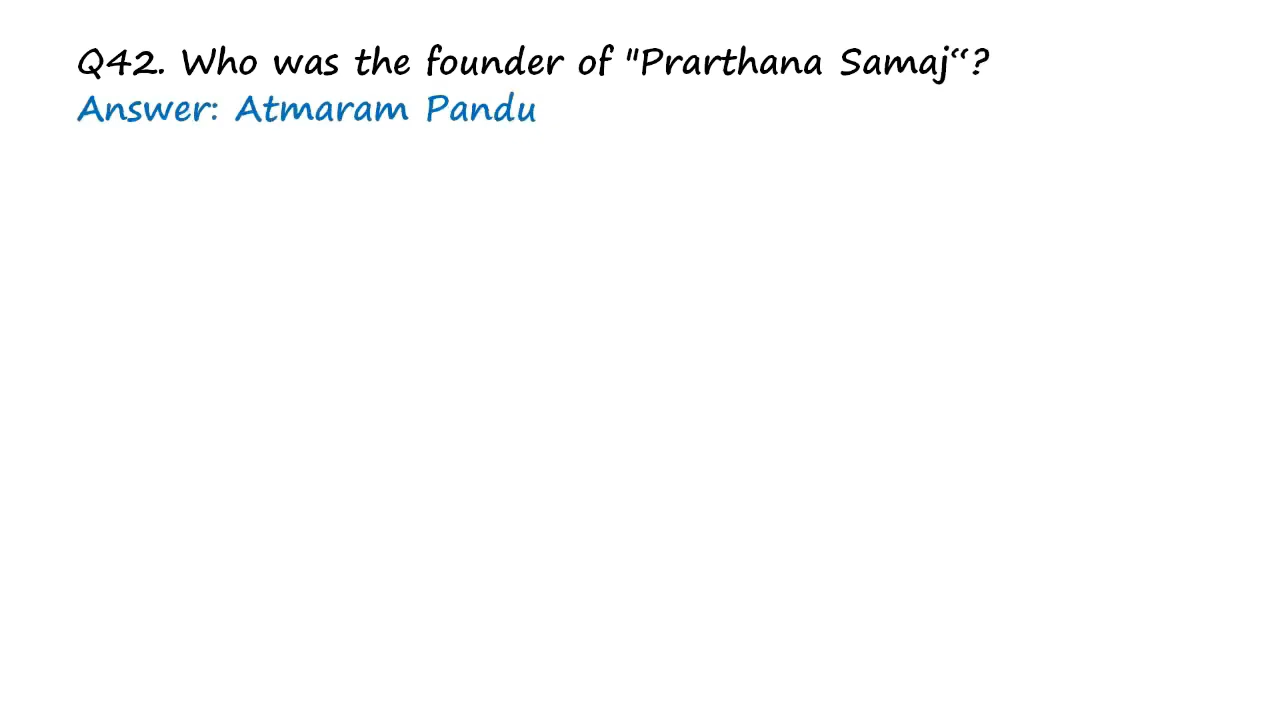 Q42. Who was the founder of "Prarthana Samaj“?
Answer: Atmaram Pandu